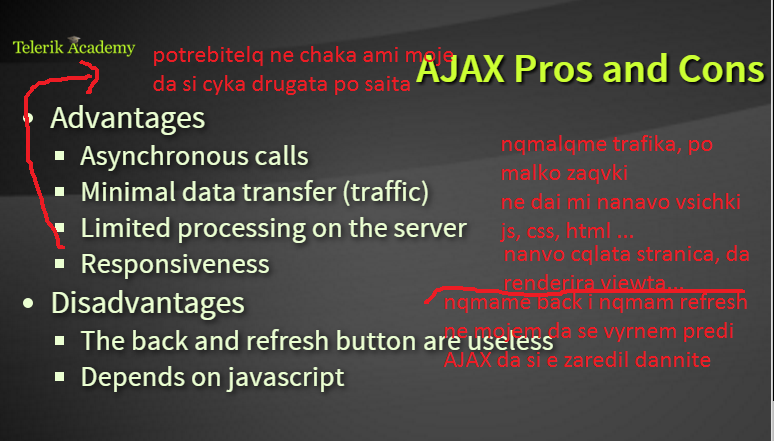 Telerik Academy
potrebitelq ne chaka ami moje
da si cyka drugata po saita
AJAX Pros and Cons
Advantages
Asynchronous calls
Minimal data transfer (traffic)
Limited processing on the server
Responsiveness
nqmalqme trafika, po
malko zaqvki
ne dai mi nanavo vsichki
js, css, html ...
nanvo cqlata stranica, da
renderira viewta...
Disadvantages
The back and refresh button are useless
Depends on javascript
nqmame back i nqmam refresh
ne mojem da se vyrnem predi
AJAX da si e zaredil dannite